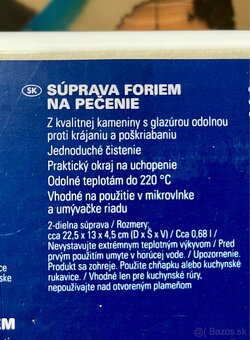 SK SÚPRAVA FORIEM
NA PEČENIE
Z kvalitnej kameniny s glazúrou odolnou
proti krájaniu a poškriabaniu
Jednoduché čistenie
Praktický okraj na uchopenie
Odolné teplotám do 220 °C
Vhodné na použitie v mikrovlnke
a umývačke riadu
2-dielna súprava / Rozmery:
cca 22,5 x 13 x 4,5 cm (D x Š x V) / Cca 0,68 l /
Nevystavujte extrémnym teplotným výkyvom / Pred
prvým použitím umyte v horúcej vode. / Upozornenie.
Produkt sa zohreje. Použite chňapku alebo kuchynské
rukavice. / Vhodné len pre kuchynské rúry,
nepoužívajte nad otvoreným plameňom
Bazos.sk